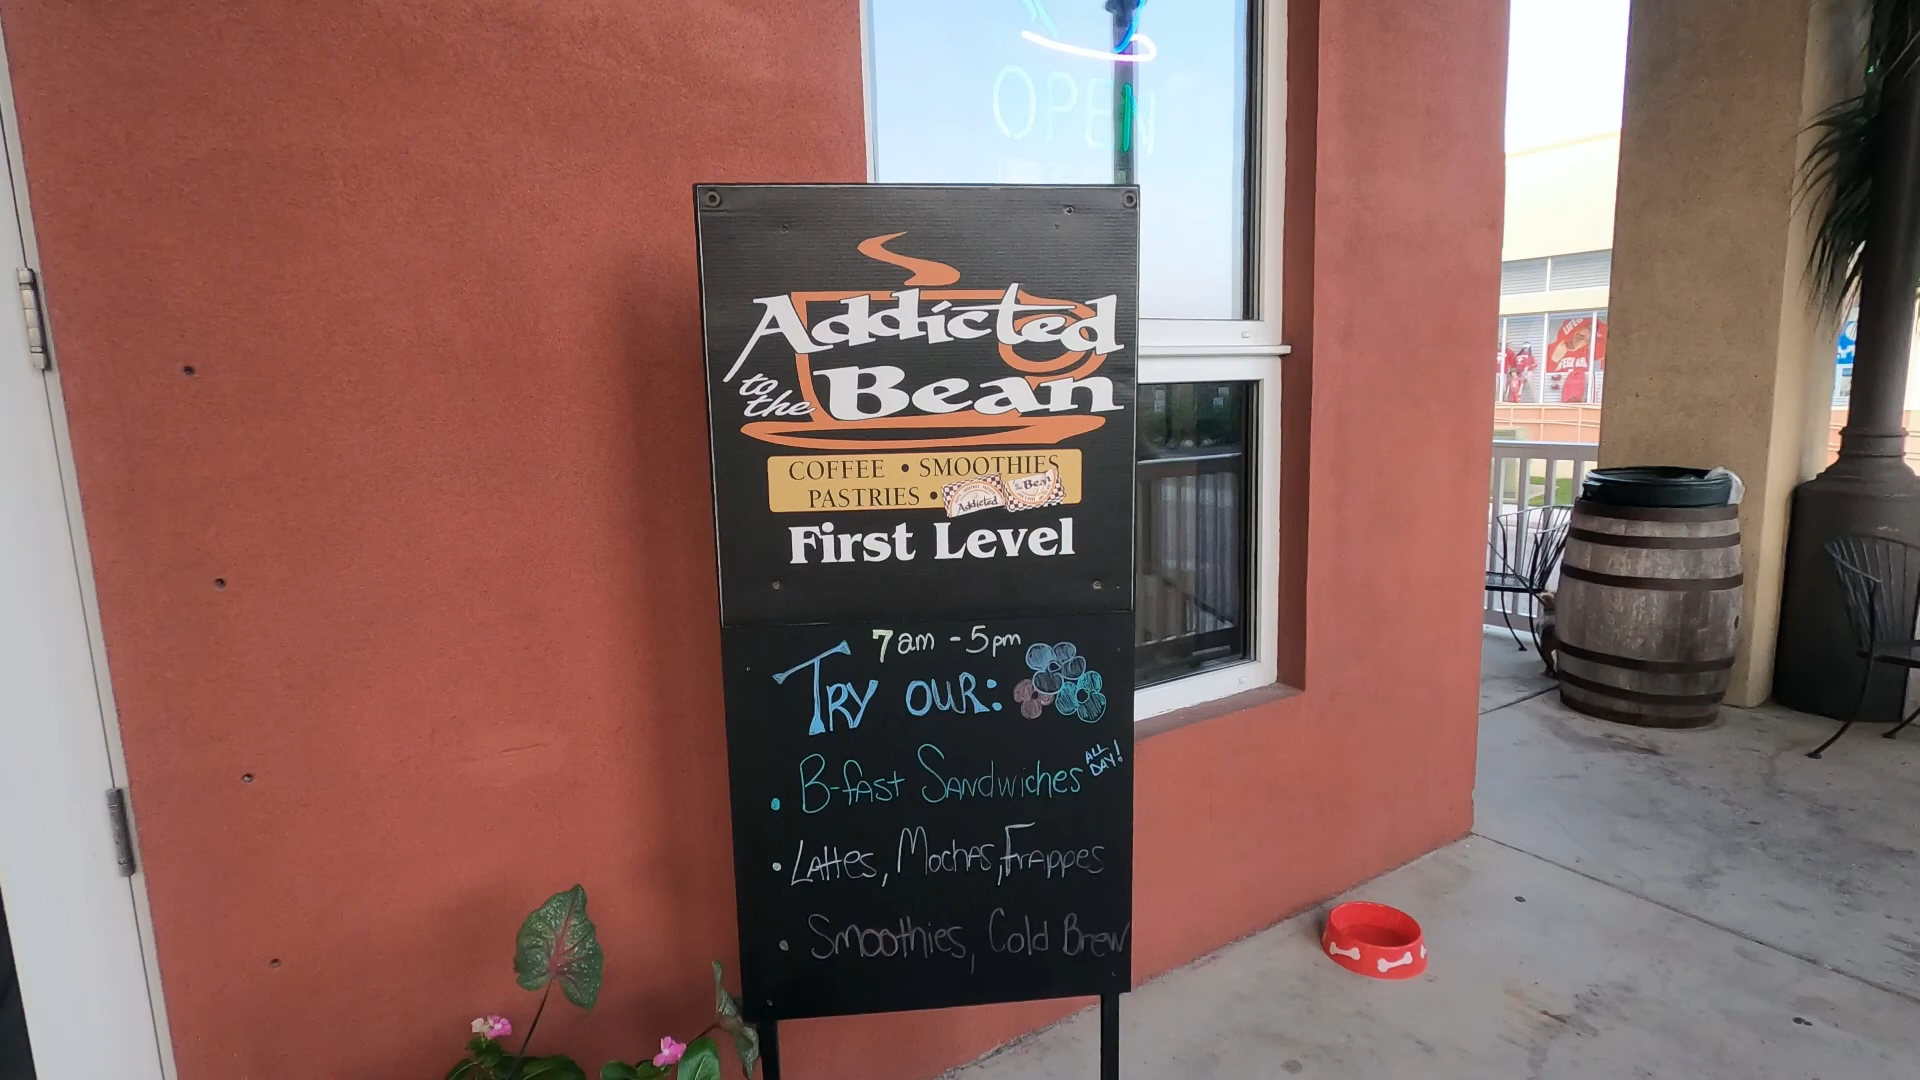 OPEN
Addicted
to the Bean
COFFEE • SMOOTHIES
PASTRIES •
Addicted
Bean
First Level
7am - 5pm
TRY OUR:
• B-fast Sandwiches ALL DAY!
• Lattes, Mochas, Frappes
• Smoothies, Cold Brew